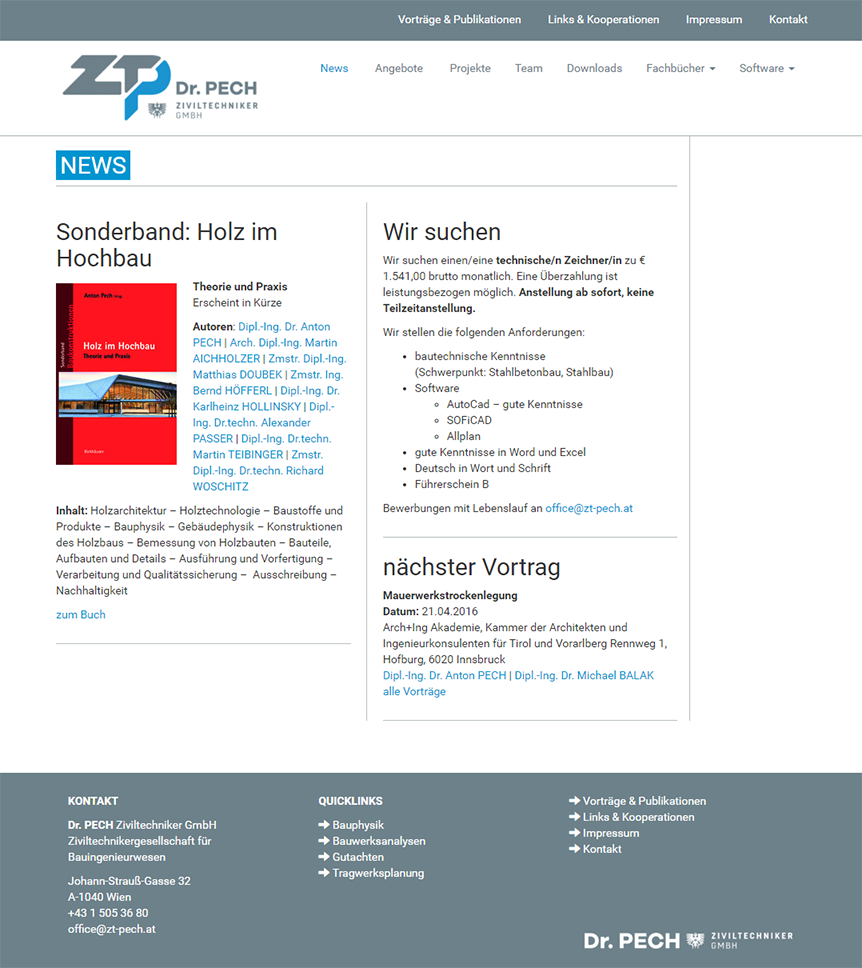 Vorträge & Publikationen Links & Kooperationen Impressum Kontakt
ZTP Dr. PECH
ZIVILTECHNIKER
GMBH
News Angebote Projekte Team Downloads Fachbücher Software
NEWS
Sonderband: Holz im
Hochbau
Anton Pech
Holz im Hochbau
Theorie und Praxis
Sonderband
Baukonstruktionen
Birkhäuser
Theorie und Praxis
Erscheint in Kürze
Autoren: Dipl.-Ing. Dr. Anton
PECH | Arch. Dipl.-Ing. Martin
AICHHOLZER | Zmstr. Dipl.-Ing.
Matthias DOUBEK | Zmstr. Ing.
Bernd HÖFFERL | Dipl.-Ing. Dr.
Karlheinz HOLLINSKY | Dipl.-
Ing. Dr.techn. Alexander
PASSER | Dipl.-Ing. Dr.techn.
Martin TEIBINGER | Zmstr.
Dipl.-Ing. Dr.techn. Richard
WOSCHITZ
Inhalt: Holzarchitektur – Holztechnologie – Baustoffe und
Produkte – Bauphysik – Gebäudephysik – Konstruktionen
des Holzbaus – Bemessung von Holzbauten – Bauteile,
Aufbauten und Details – Ausführung und Vorfertigung –
Verarbeitung und Qualitätssicherung – Ausschreibung –
Nachhaltigkeit
zum Buch
Wir suchen
Wir suchen einen/eine technische/n Zeichner/in zu €
1.541,00 brutto monatlich. Eine Überzahlung ist
leistungsbezogen möglich. Anstellung ab sofort, keine
Teilzeitanstellung.
Wir stellen die folgenden Anforderungen:
bautechnische Kenntnisse
(Schwerpunkt: Stahlbetonbau, Stahlbau)
Software
AutoCad – gute Kenntnisse
SOFiCAD
Allplan
gute Kenntnisse in Word und Excel
Deutsch in Wort und Schrift
Führerschein B
Bewerbungen mit Lebenslauf an office@zt-pech.at
nächster Vortrag
Mauerwerkstrockenlegung
Datum: 21.04.2016
Arch+Ing Akademie, Kammer der Architekten und
Ingenieurkonsulenten für Tirol und Vorarlberg Rennweg 1,
Hofburg, 6020 Innsbruck
Dipl.-Ing. Dr. Anton PECH | Dipl.-Ing. Dr. Michael BALAK
alle Vorträge
KONTAKT
Dr. PECH Ziviltechniker GmbH
Ziviltechnikergesellschaft für
Bauingenieurwesen
Johann-Strauß-Gasse 32
A-1040 Wien
+43 1 505 36 80
office@zt-pech.at
QUICKLINKS
Bauphysik
Bauwerksanalysen
Gutachten
Tragwerksplanung
Vorträge & Publikationen
Links & Kooperationen
Impressum
Kontakt
Dr. PECH ZIVILTECHNIKER
GMBH